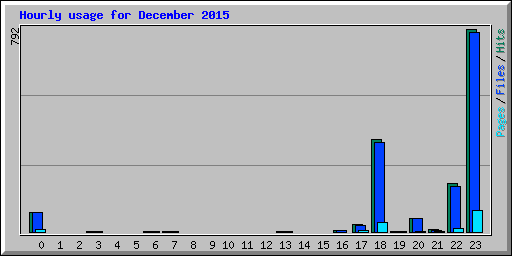 Hourly usage for December 2015
792
Pages/Files/Hits
0 1 2 3 4 5 6 7 8 9 10 11 12 13 14 15 16 17 18 19 20 21 22 23